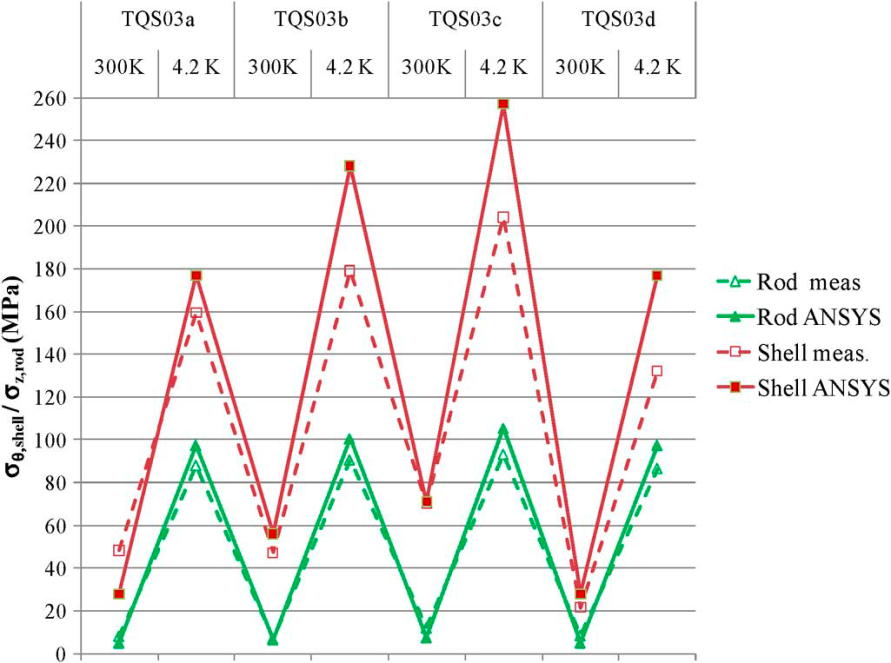 TQS03a TQS03b TQS03c TQS03d
300K 4.2 K 300K 4.2 K 300K 4.2 K 300K 4.2 K
260
240
220
200
180
160
140
120
100
80
60
40
20
0
σθ,shell / σz,rod (MPa)
Rod meas
Rod ANSYS
Shell meas.
Shell ANSYS